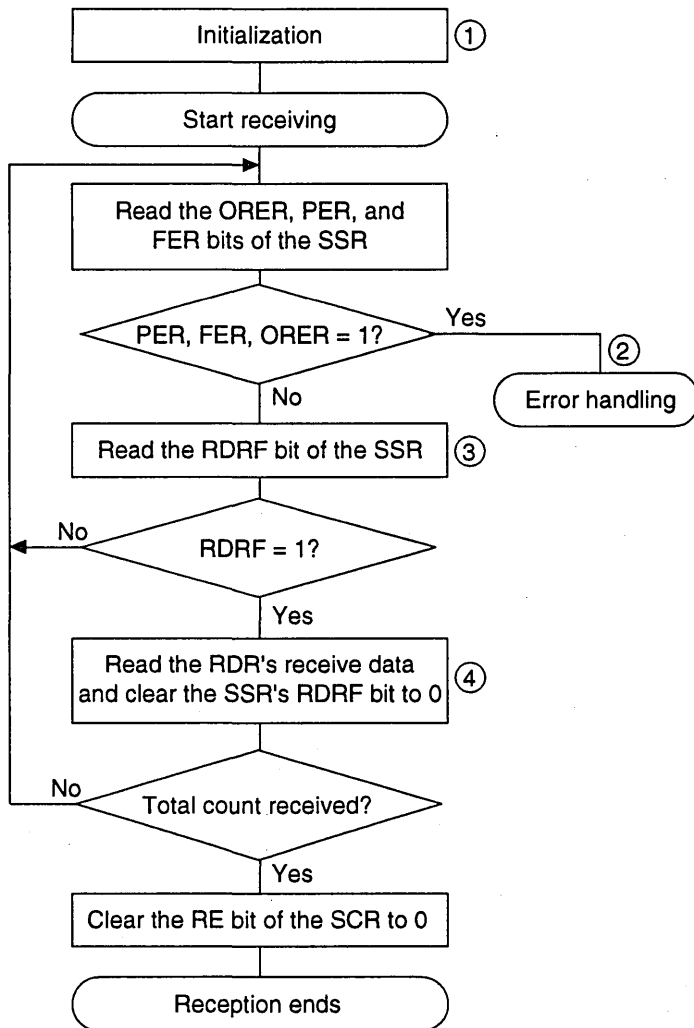 Initialization
①
Start receiving
Read the ORER, PER, and
FER bits of the SSR
PER, FER, ORER = 1?
Yes
②
Error handling
No
Read the RDRF bit of the SSR
③
RDRF = 1?
No
Yes
Read the RDR's receive data
and clear the SSR's RDRF bit to 0
④
Total count received?
No
Yes
Clear the RE bit of the SCR to 0
Reception ends